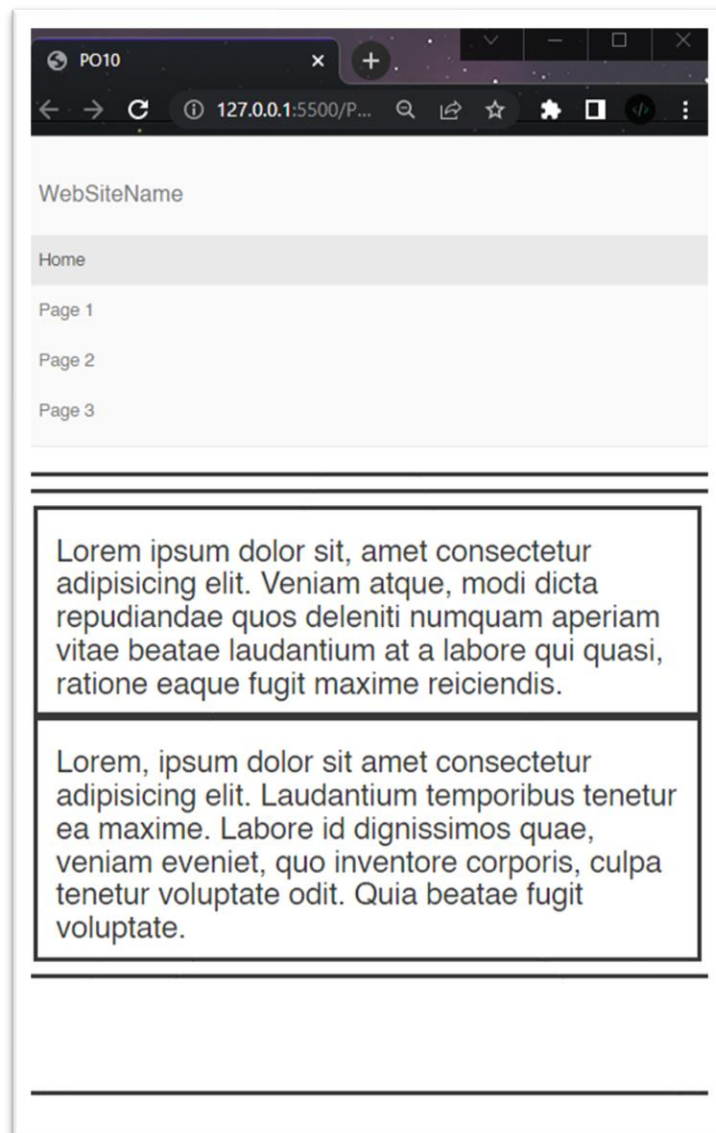 PO10
127.0.0.1:5500/P...
WebSiteName
Home
Page 1
Page 2
Page 3
Lorem ipsum dolor sit, amet consectetur
adipisicing elit. Veniam atque, modi dicta
repudiandae quos deleniti numquam aperiam
vitae beatae laudantium at a labore qui quasi,
ratione eaque fugit maxime reiciendis.
Lorem, ipsum dolor sit amet consectetur
adipisicing elit. Laudantium temporibus tenetur
ea maxime. Labore id dignissimos quae,
veniam eveniet, quo inventore corporis, culpa
tenetur voluptate odit. Quia beatae fugit
voluptate.